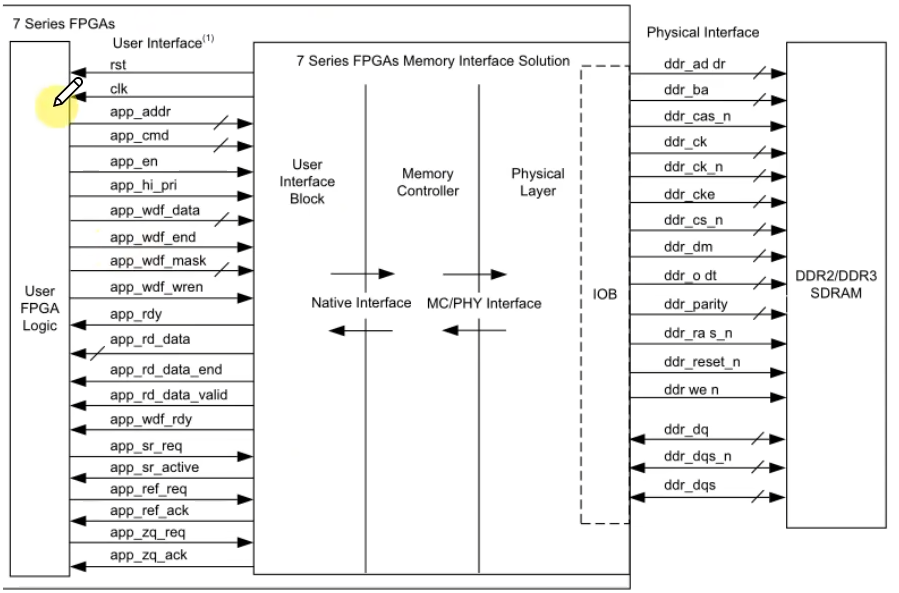 7 Series FPGAs
User Interface(1)
rst
clk
app_addr
app_cmd
app_en
app_hi_pri
app_wdf_data
app_wdf_end
app_wdf_mask
app_wdf_wren
app_rdy
app_rd_data
app_rd_data_end
app_rd_data_valid
app_wdf_rdy
app_sr_req
app_sr_active
app_ref_req
app_ref_ack
app_zq_req
app_zq_ack
User
FPGA
Logic
7 Series FPGAs Memory Interface Solution
User
Interface
Block
Memory
Controller
Physical
Layer
Native Interface
MC/PHY Interface
IOB
Physical Interface
ddr_ad dr
ddr_ba
ddr_cas_n
ddr_ck
ddr_ck_n
ddr_cke
ddr_cs_n
ddr_dm
ddr_o dt
ddr_parity
ddr_ra s_n
ddr_reset_n
ddr we n
ddr_dq
ddr_dqs_n
ddr_dqs
DDR2/DDR3
SDRAM